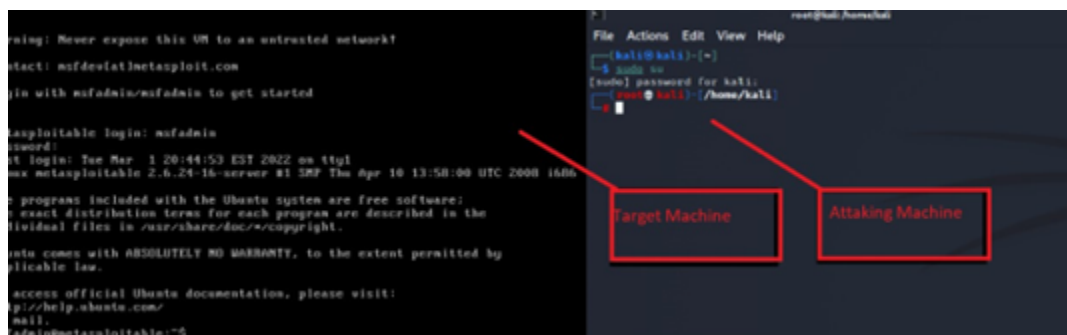 rning: Never expose this VM to an untrusted network!
ntact: msfdev[at]metasploit.com
gin with msfadmin/msfadmin to get started
tasploitable login: msfadmin
ssword:
st login: Tue Mar 1 20:44:53 EST 2022 on tty1
nux metasploitable 2.6.24-16-server #1 SMP Thu Apr 10 13:58:00 UTC 2008 i686
e programs included with the Ubuntu system are free software;
e exact distribution terms for each program are described in the
dividual files in /usr/share/doc/*/copyright.
untu comes with ABSOLUTELY NO WARRANTY, to the extent permitted by
plicable law.
access official Ubuntu documentation, please visit:
tp://help.ubuntu.com/
mail.
fadmin@metasploitable:~$
root@kali:/home/kali
File Actions Edit View Help
(kali㉿kali)-[~]
$ sudo su
[sudo] password for kali:
(root㉿kali)-[/home/kali]
#
Target Machine
Attaking Machine